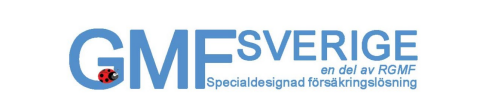 GMF SVERIGE
en del av RGMF
Specialdesignad försäkringslösning